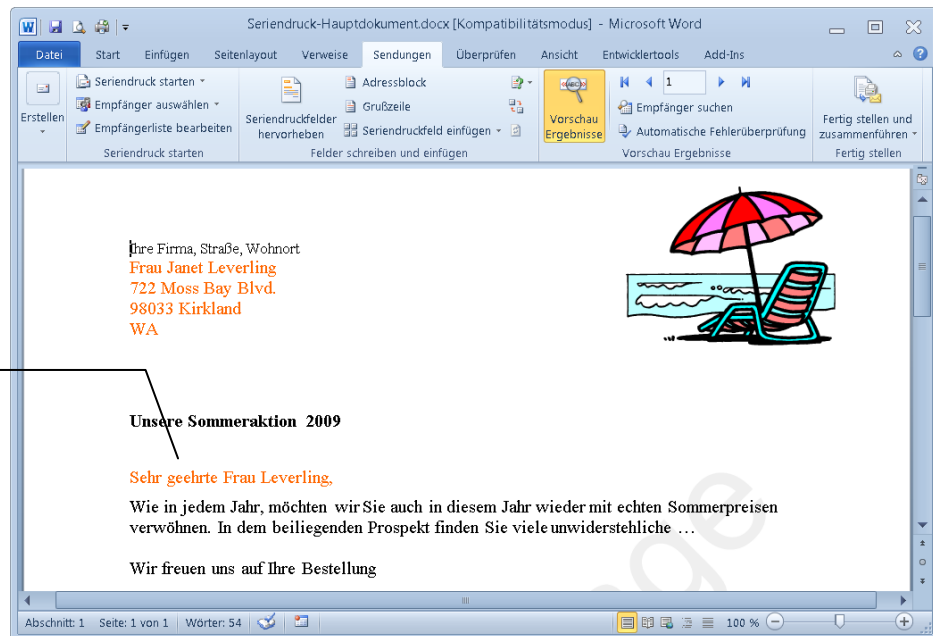 Seriendruck-Hauptdokument.docx [Kompatibilitätsmodus] - Microsoft Word
Datei Start Einfügen Seitenlayout Verweise Sendungen Überprüfen Ansicht Entwicklertools Add-Ins
Erstellen
Seriendruck starten
Empfänger auswählen
Empfängerliste bearbeiten
Seriendruck starten
Seriendruckfelder
hervorheben
Adressblock
Grußzeile
Seriendruckfeld einfügen
Felder schreiben und einfügen
«ABC»
Vorschau
Ergebnisse
1
Empfänger suchen
Automatische Fehlerüberprüfung
Vorschau Ergebnisse
Fertig stellen und
zusammenführen
Fertig stellen
Ihre Firma, Straße, Wohnort
Frau Janet Leverling
722 Moss Bay Blvd.
98033 Kirkland
WA
Unsere Sommeraktion 2009
Sehr geehrte Frau Leverling,
Wie in jedem Jahr, möchten wir Sie auch in diesem Jahr wieder mit echten Sommerpreisen
verwöhnen. In dem beiliegenden Prospekt finden Sie viele unwiderstehliche …
Wir freuen uns auf Ihre Bestellung
Abschnitt: 1 Seite: 1 von 1 Wörter: 54 100 %